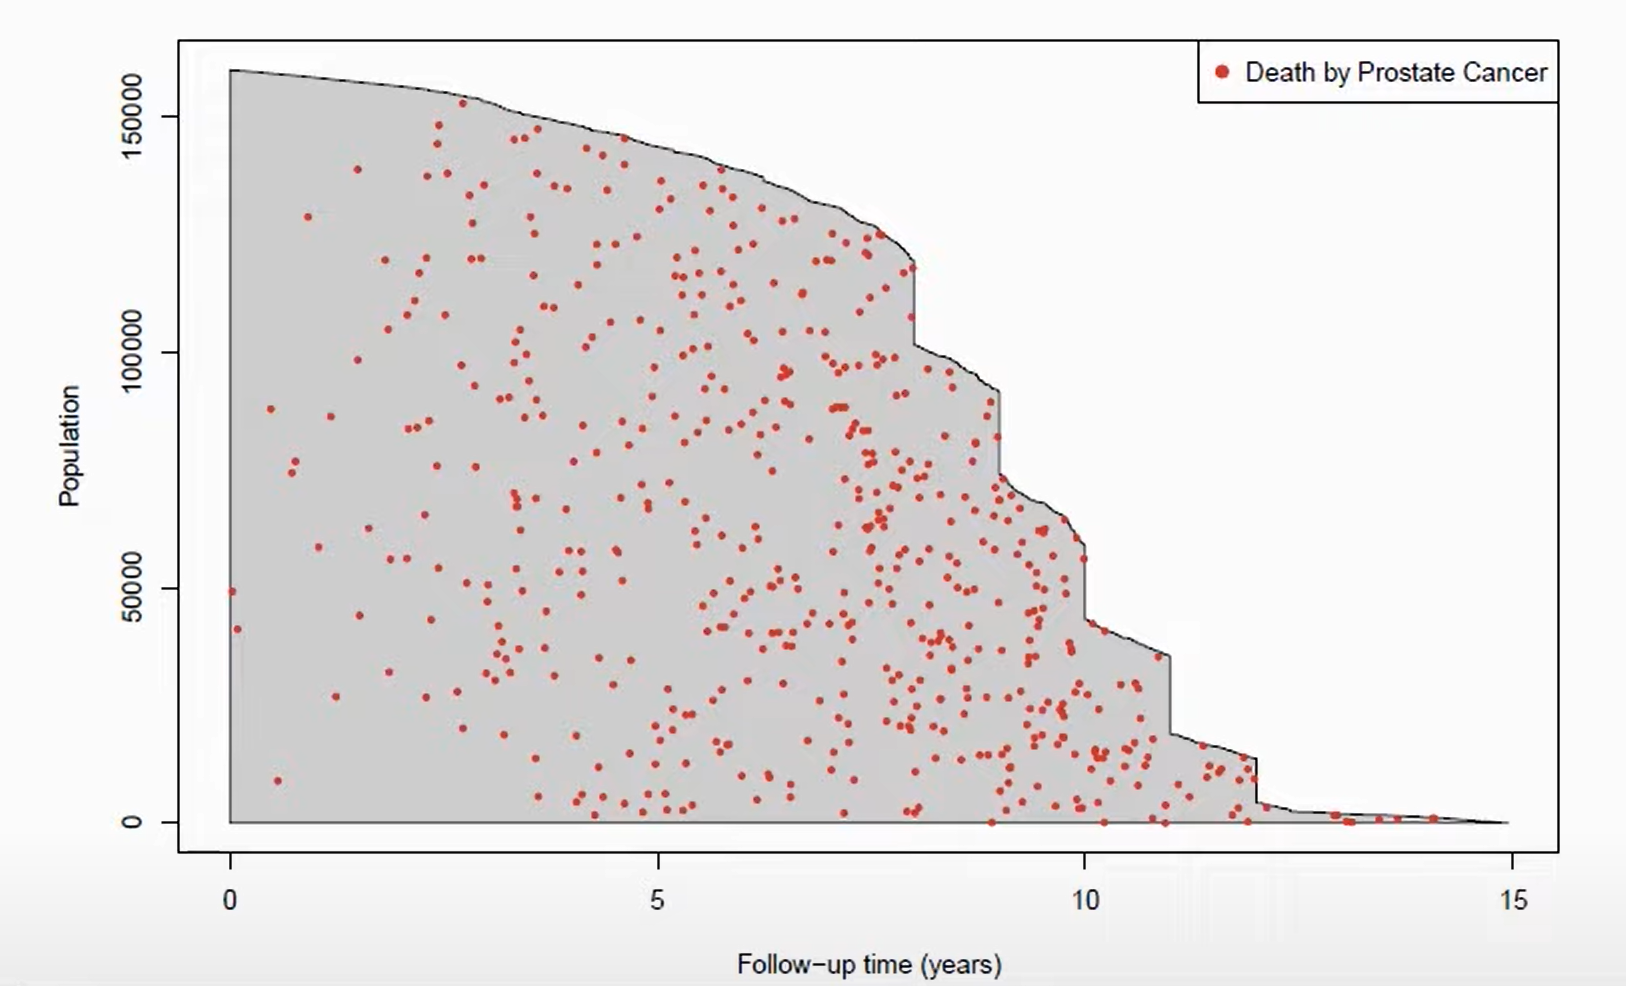 Death by Prostate Cancer
150000
100000
50000
0
Population
0 5 10 15
Follow−up time (years)